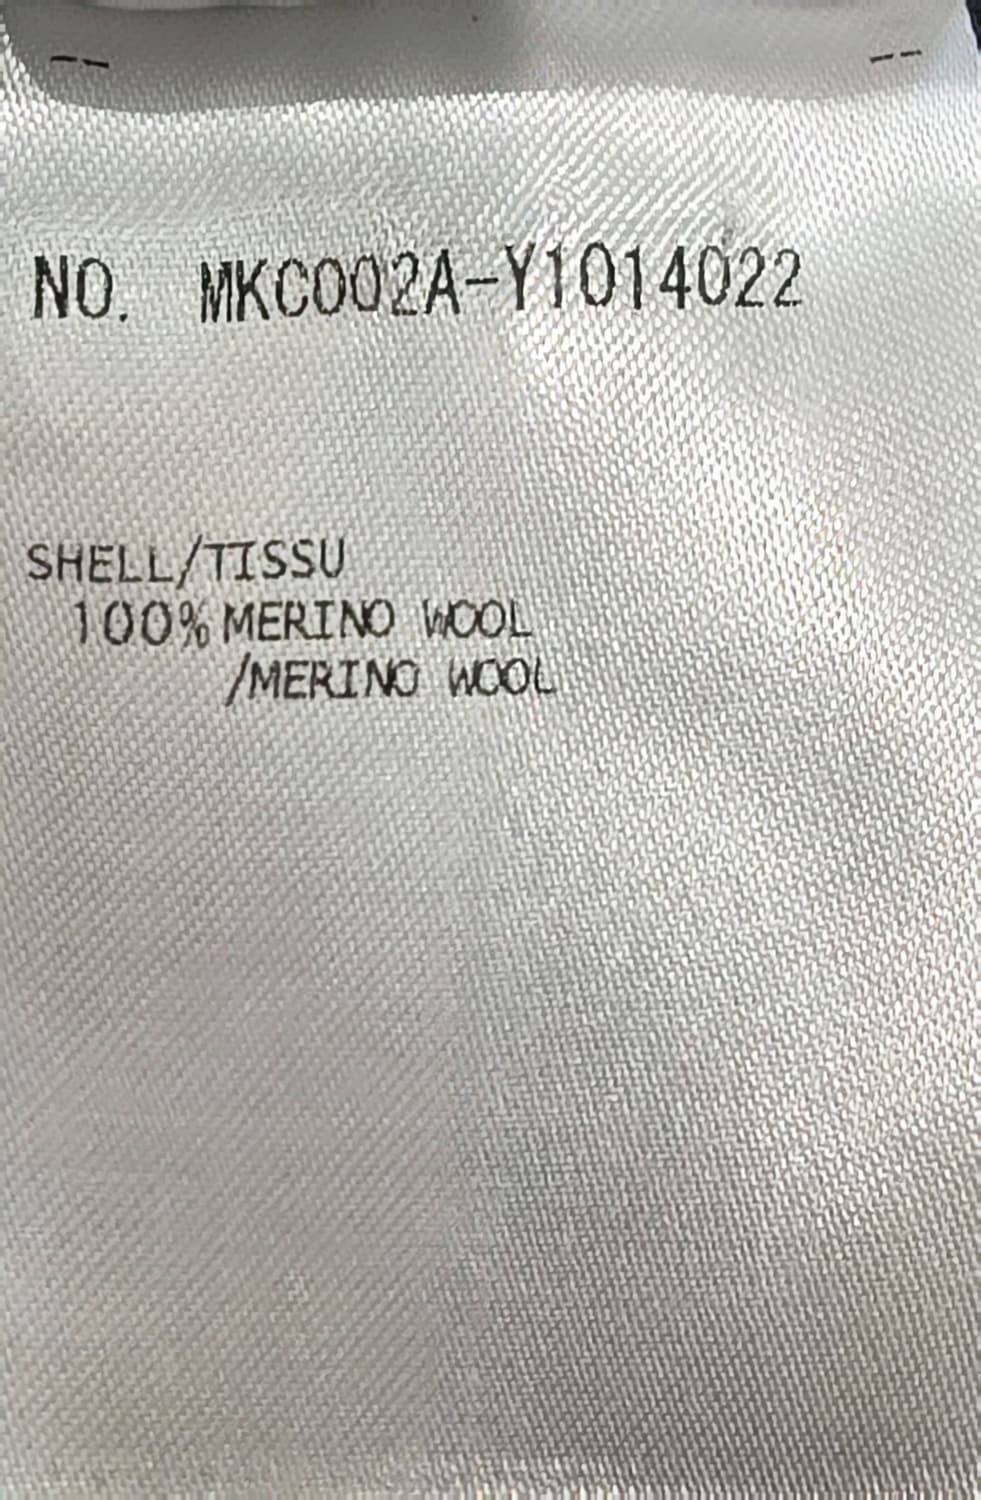 NO. MKC002A-Y1014022
SHELL/TISSU
100% MERINO WOOL
/MERINO WOOL